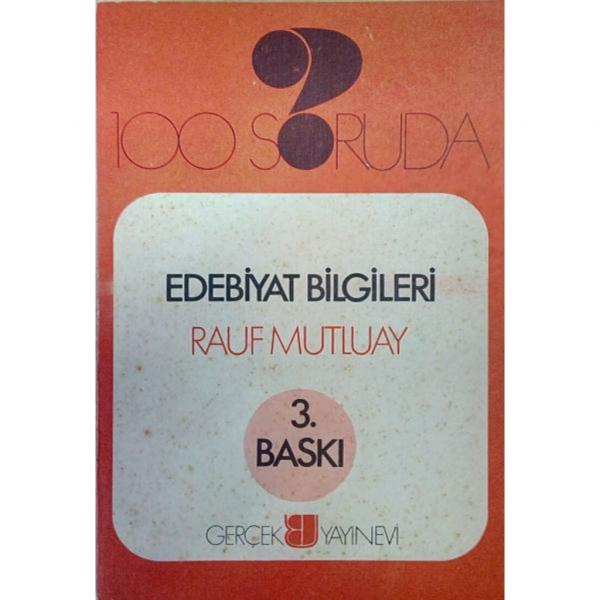 100 SORUDA
EDEBİYAT BİLGİLERİ
RAUF MUTLUAY
3.
BASKI
GERÇEK YAYINEVİ